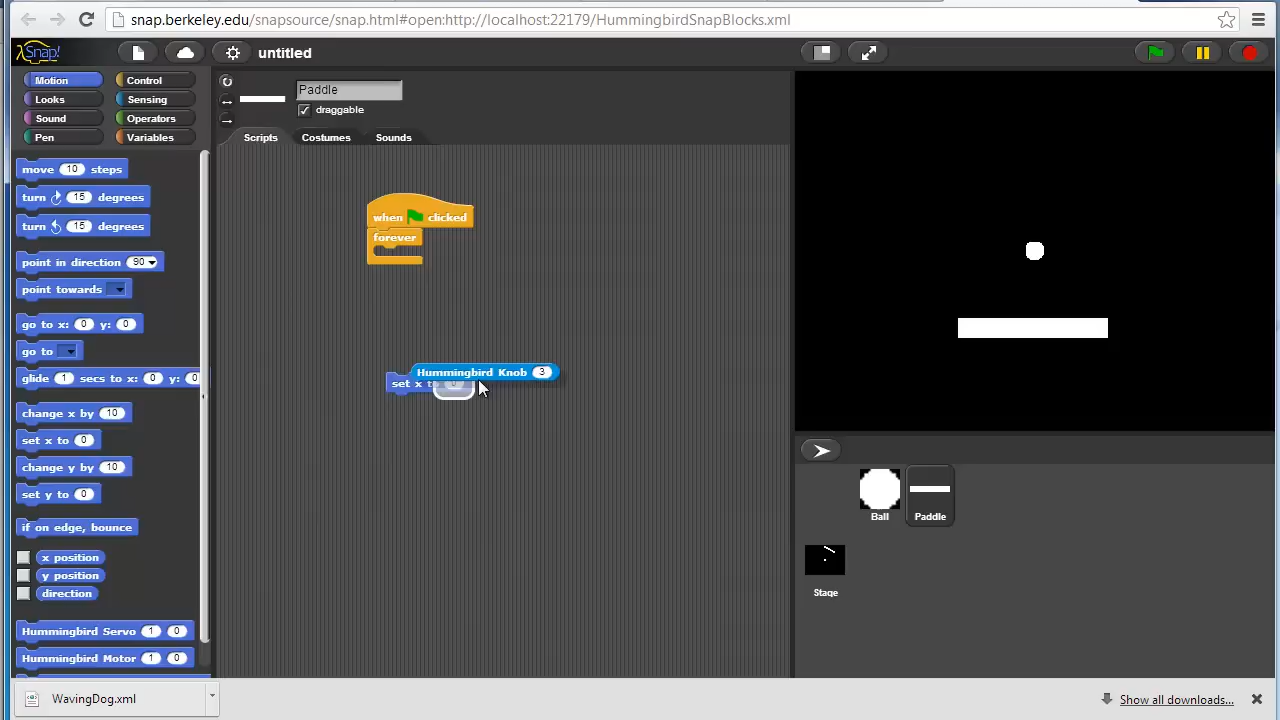 snap.berkeley.edu/snapsource/snap.html#open:http://localhost:22179/HummingbirdSnapBlocks.xml
Snap!
untitled
Motion
Control
Looks
Sensing
Sound
Operators
Pen
Variables
Paddle
draggable
Scripts
Costumes
Sounds
move 10 steps
turn 15 degrees
turn 15 degrees
point in direction 90
point towards
go to x: 0 y: 0
go to
glide 1 secs to x: 0 y: 0
change x by 10
set x to 0
change y by 10
set y to 0
if on edge, bounce
x position
y position
direction
Hummingbird Servo 1 0
Hummingbird Motor 1 0
when clicked
forever
Hummingbird Knob 3
set x to 0
Ball
Paddle
Stage
WavingDog.xml
Show all downloads...